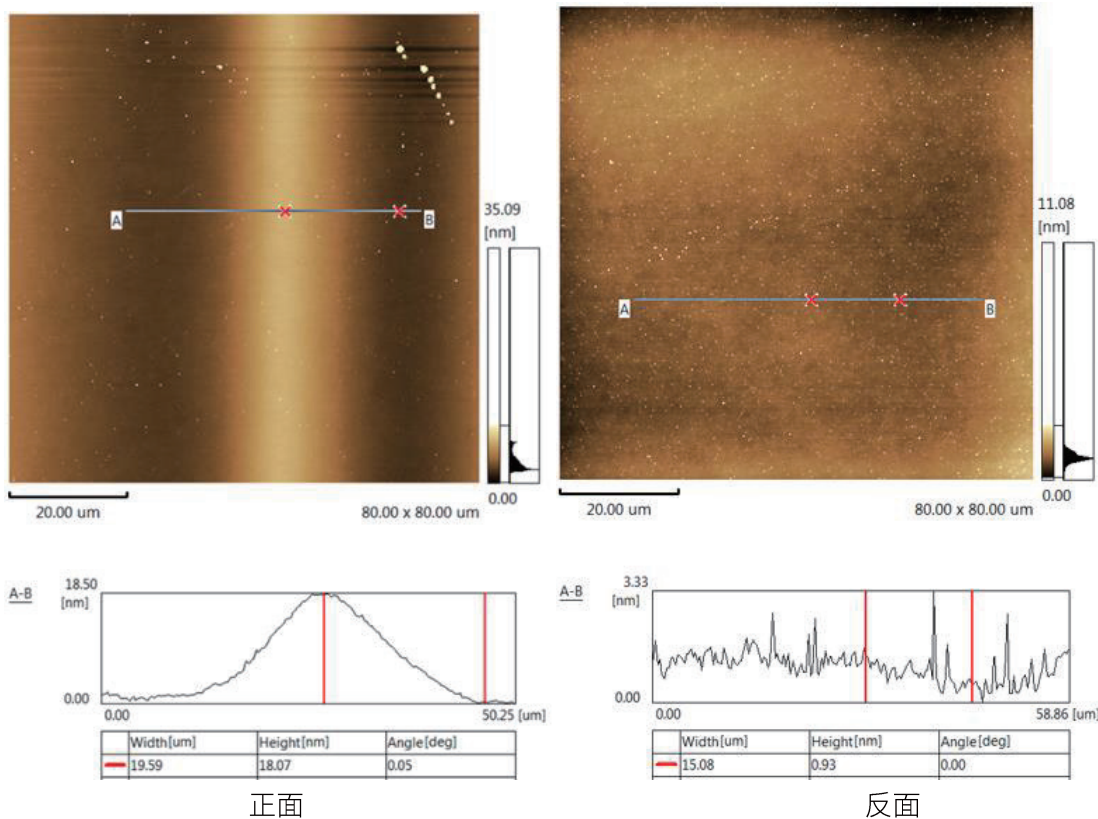 A
B
35.09
[nm]
0.00
20.00 um
80.00 x 80.00 um
A
B
11.08
[nm]
0.00
20.00 um
80.00 x 80.00 um
A-B
18.50
[nm]
0.00
0.00
50.25 [um]
Width[um] Height[nm] Angle[deg]
19.59 18.07 0.05
正面
A-B
3.33
[nm]
0.00
0.00
58.86 [um]
Width[um] Height[nm] Angle[deg]
15.08 0.93 0.00
反面